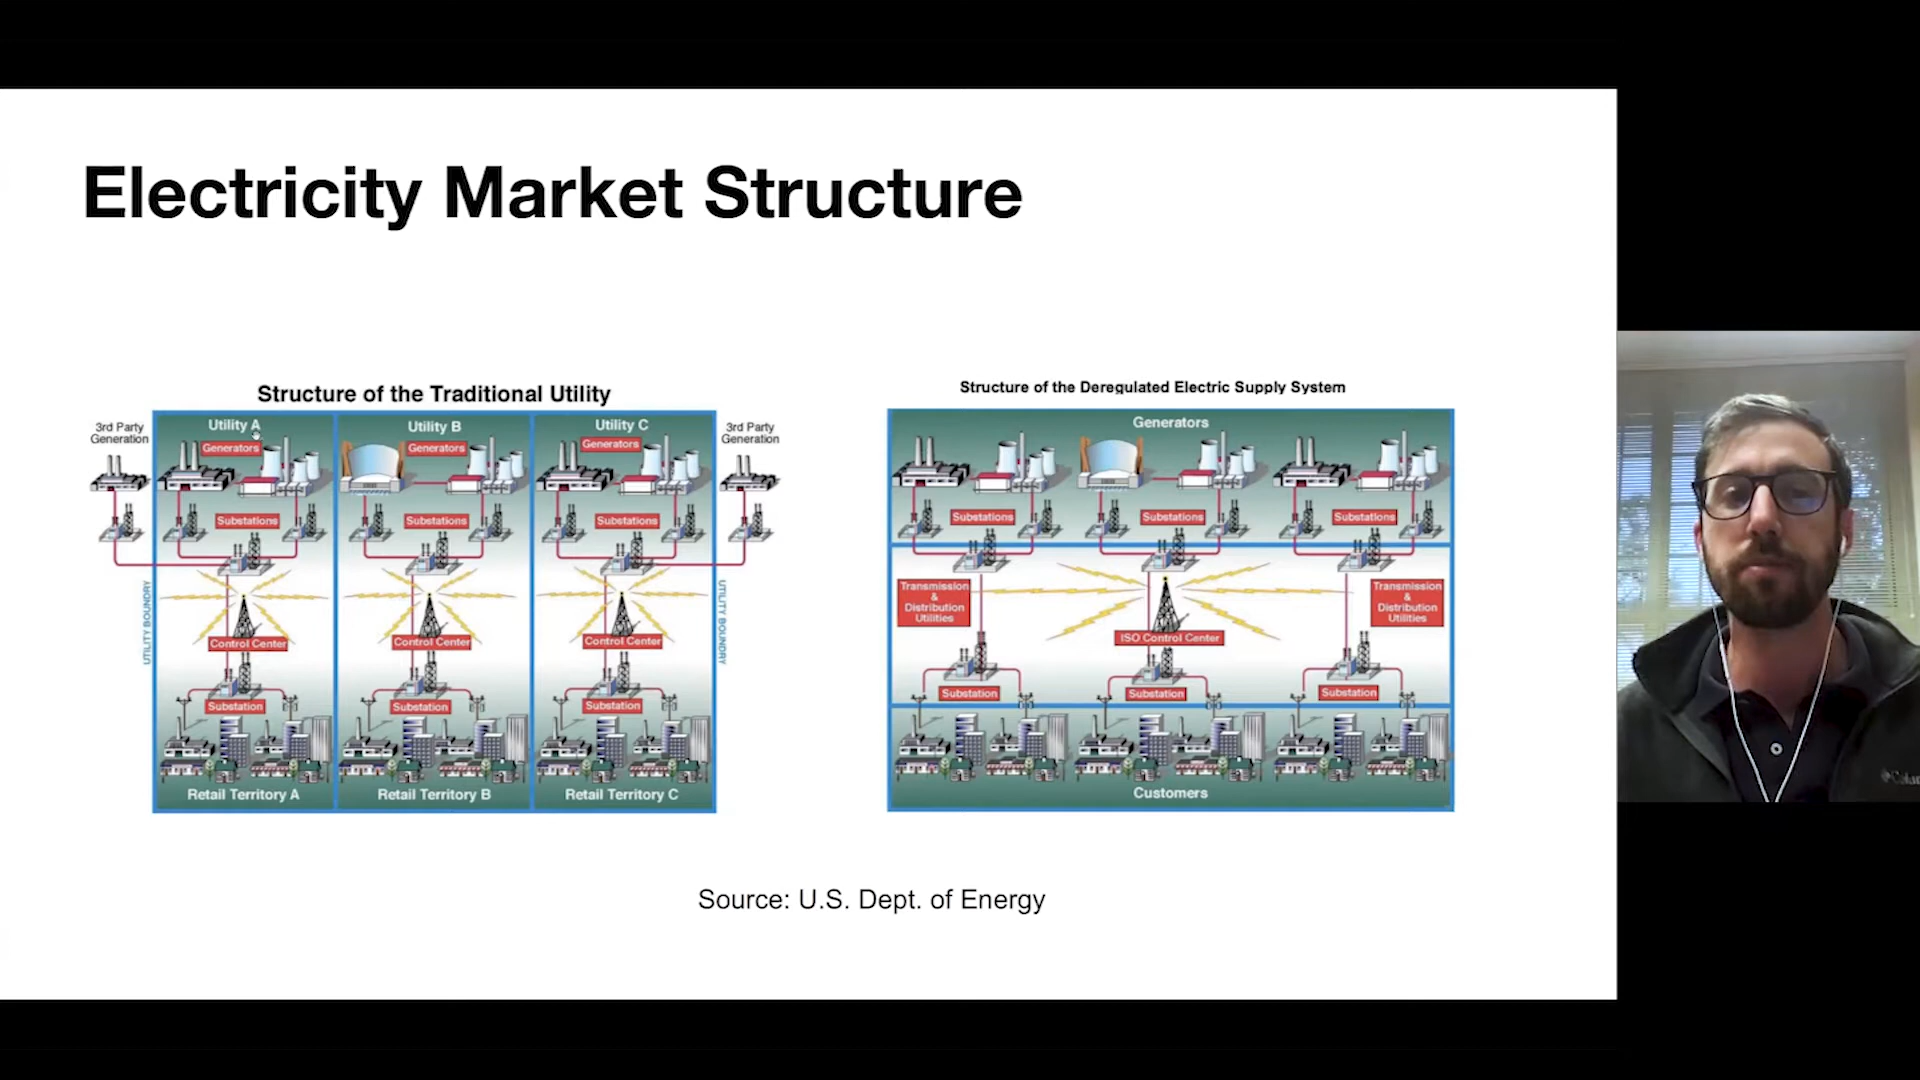 Electricity Market Structure
Structure of the Traditional Utility
3rd Party
Generation
Utility A
Generators
Utility B
Generators
Utility C
Generators
3rd Party
Generation
Substations
Substations
Substations
UTILITY BOUNDRY
UTILITY BOUNDRY
Control Center
Control Center
Control Center
Substation
Substation
Substation
Retail Territory A
Retail Territory B
Retail Territory C
Structure of the Deregulated Electric Supply System
Generators
Substations
Substations
Substations
Transmission
&
Distribution
Utilities
ISO Control Center
Transmission
&
Distribution
Utilities
Substation
Substation
Substation
Customers
Source: U.S. Dept. of Energy